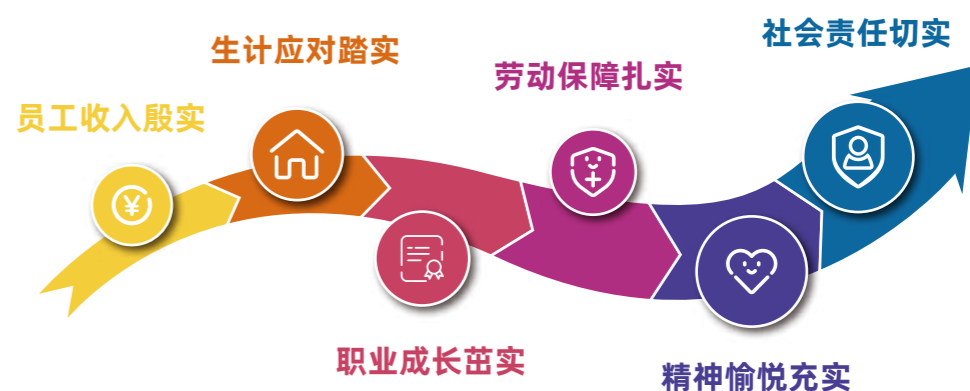 员工收入殷实
生计应对踏实
职业成长茁实
劳动保障扎实
精神愉悦充实
社会责任切实
¥